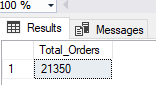 100 %
Results Messages
Total_Orders
1 21350